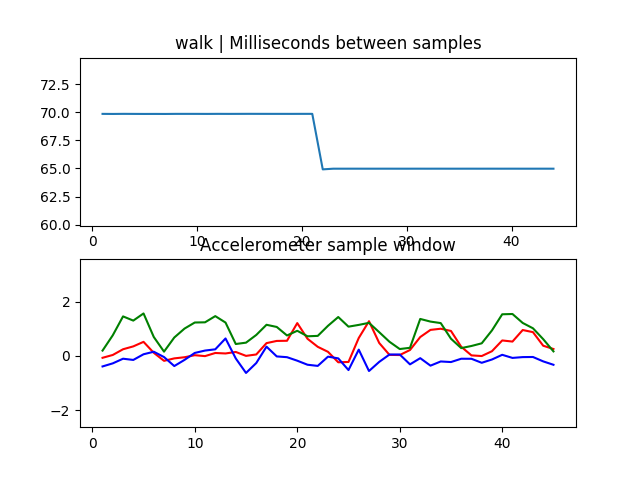 walk | Milliseconds between samples
72.5
70.0
67.5
65.0
62.5
60.0
0 10 20 30 40
Accelerometer sample window
2
0
−2
0 10 20 30 40